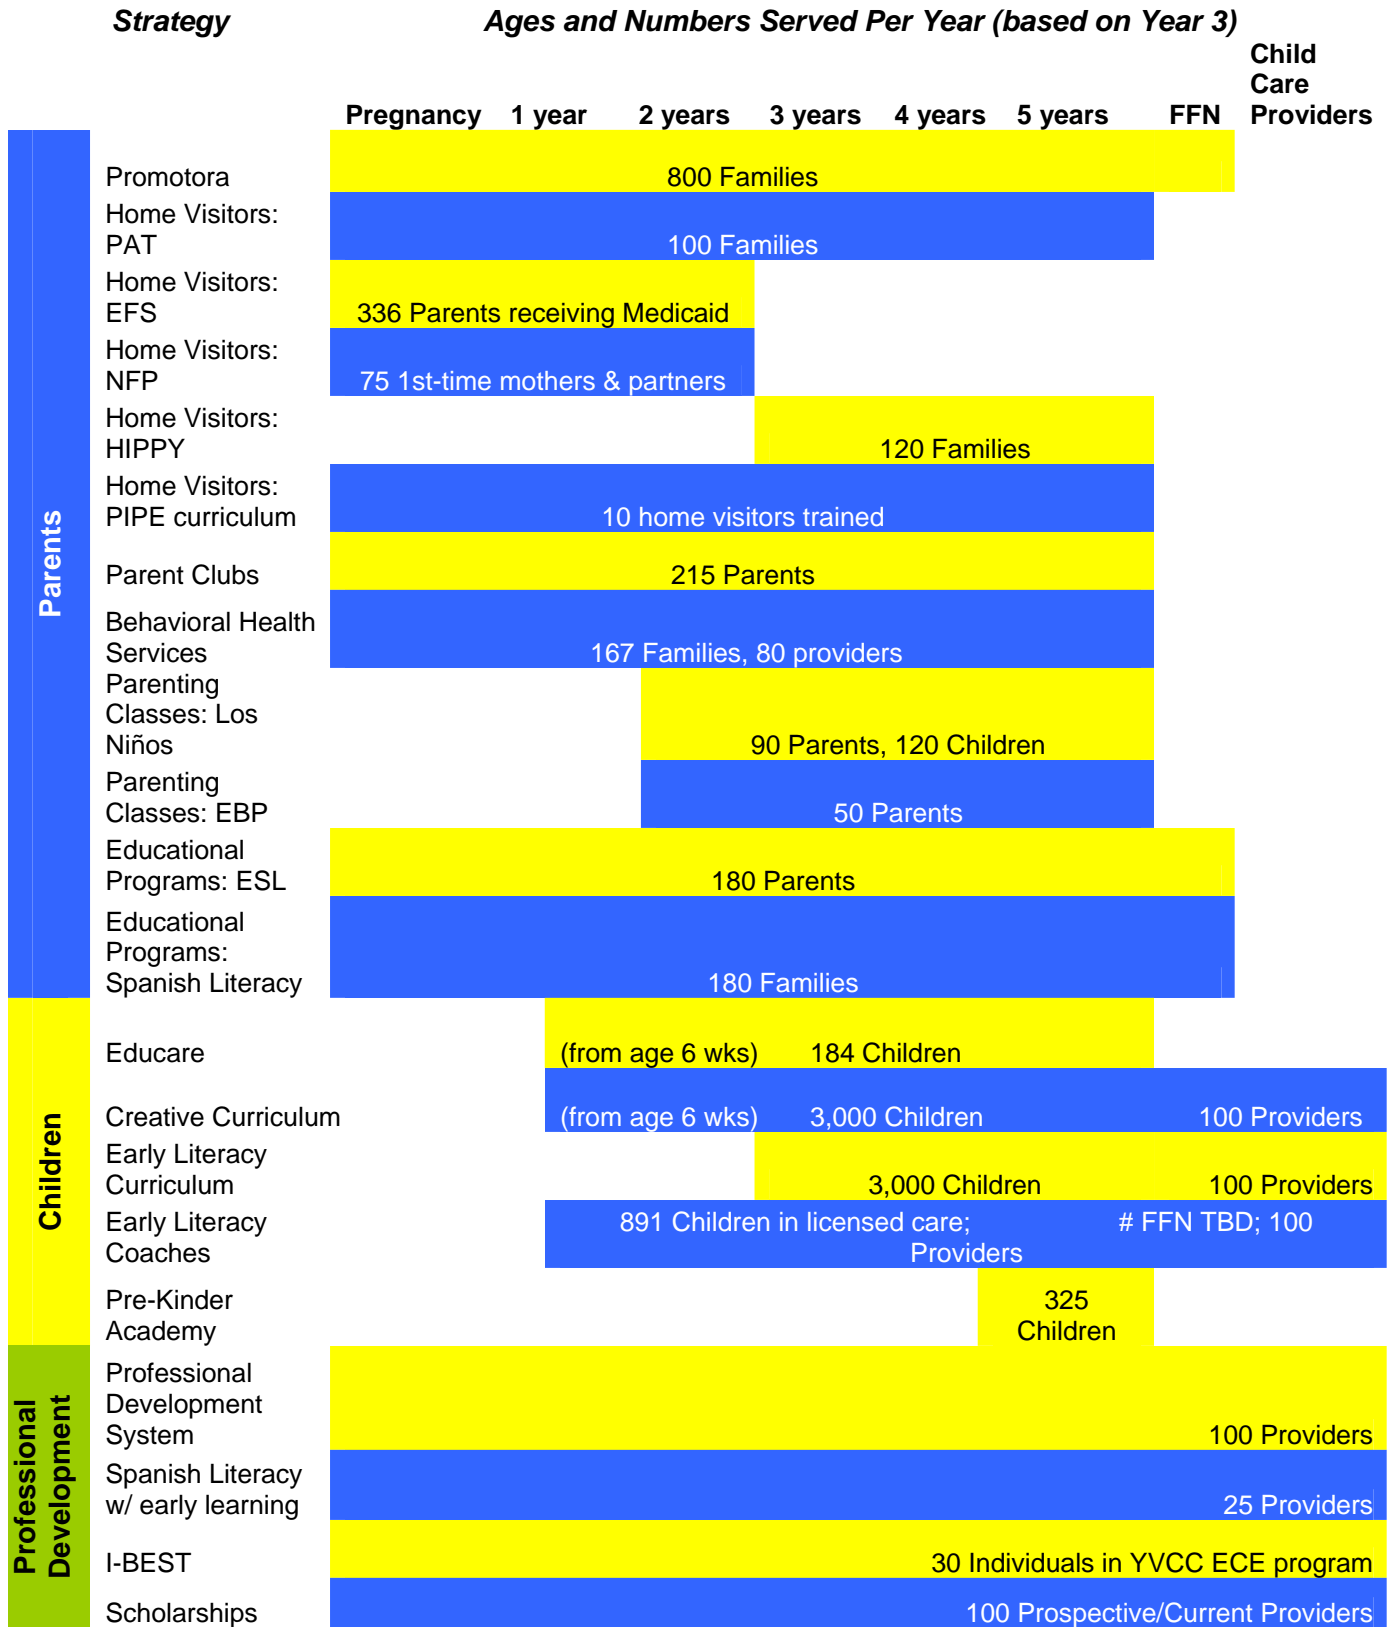 Strategy
Ages and Numbers Served Per Year (based on Year 3)
Child
Care
Pregnancy 1 year 2 years 3 years 4 years 5 years FFN Providers
Parents
Promotora
800 Families
Home Visitors:
PAT
100 Families
Home Visitors:
EFS
336 Parents receiving Medicaid
Home Visitors:
NFP
75 1st-time mothers & partners
Home Visitors:
HIPPY
120 Families
Home Visitors:
PIPE curriculum
10 home visitors trained
Parent Clubs
215 Parents
Behavioral Health
Services
167 Families, 80 providers
Parenting
Classes: Los
Niños
90 Parents, 120 Children
Parenting
Classes: EBP
50 Parents
Educational
Programs: ESL
180 Parents
Educational
Programs:
Spanish Literacy
180 Families
Children
Educare
(from age 6 wks) 184 Children
Creative Curriculum
(from age 6 wks) 3,000 Children 100 Providers
Early Literacy
Curriculum
3,000 Children 100 Providers
Early Literacy
Coaches
891 Children in licensed care; # FFN TBD; 100
Providers
Pre-Kinder
Academy
325
Children
Professional
Development
Professional
Development
System
100 Providers
Spanish Literacy
w/ early learning
25 Providers
I-BEST
30 Individuals in YVCC ECE program
Scholarships
100 Prospective/Current Providers